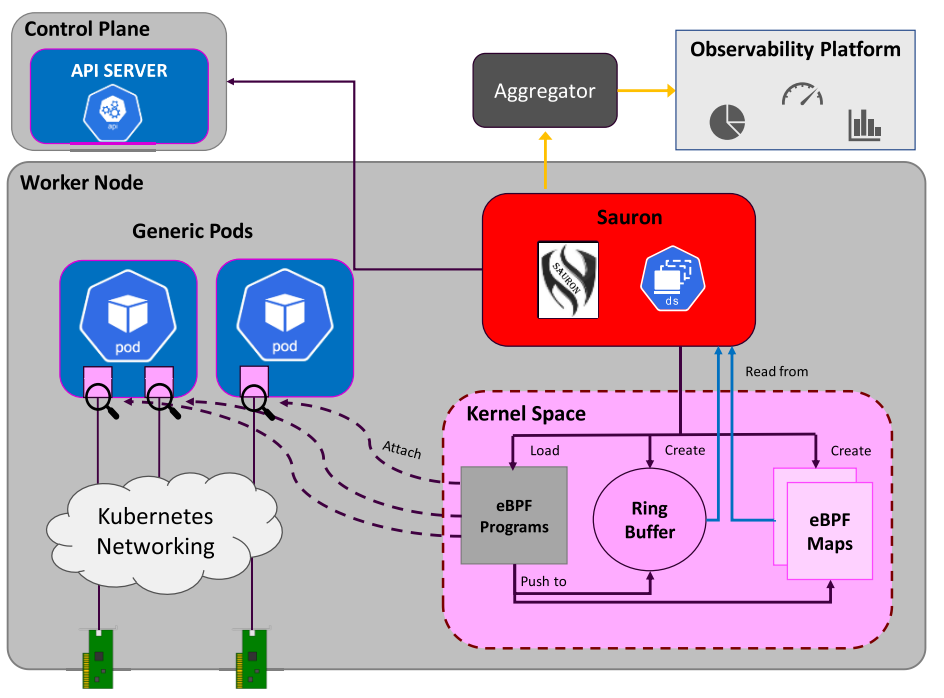 Control Plane
API SERVER
api
Aggregator
Observability Platform
Worker Node
Generic Pods
pod
pod
Sauron
SAURON
ds
Read from
Kernel Space
Attach
Load
Create
Create
eBPF
Programs
Ring
Buffer
eBPF
Maps
Push to
Kubernetes
Networking